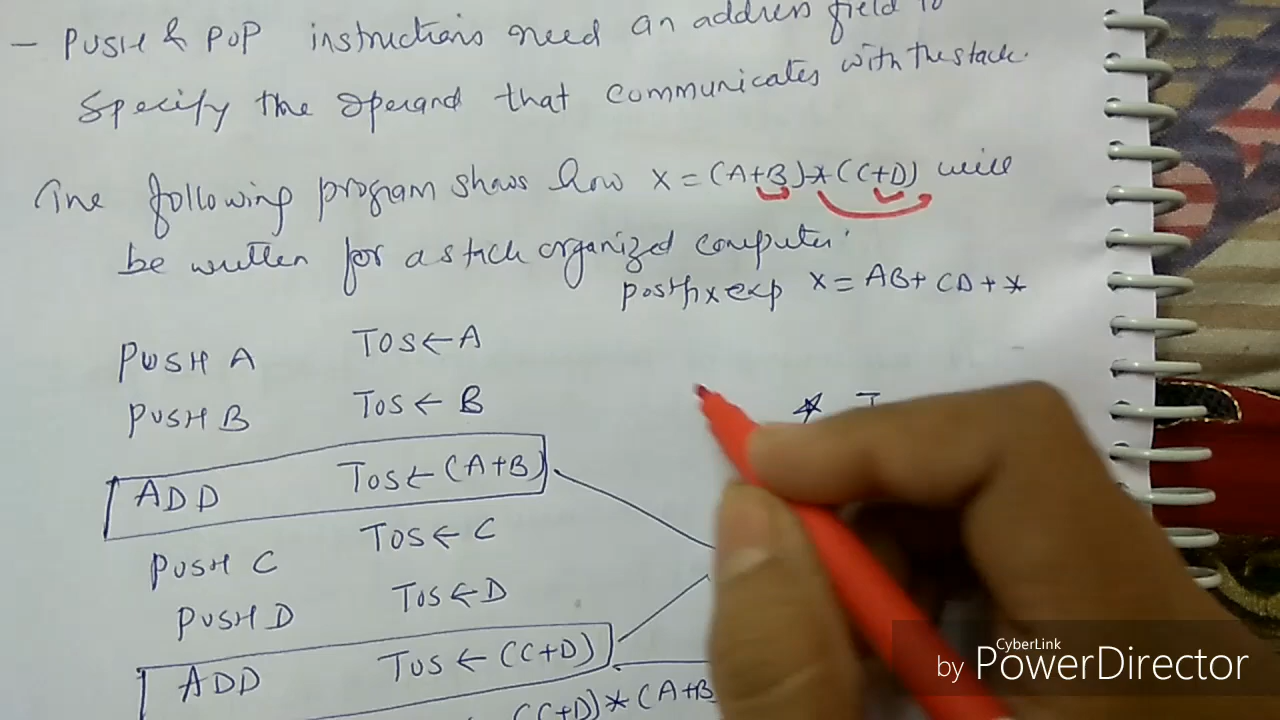 - PUSH & POP instructions need an address field to
Specify the operand that communicates with the stack.
The following program shows how X = (A+B)*(C+D) will
be written for a stack organized computer.
postfix exp X = AB+ CD+*
PUSH A TOS←A
PUSH B TOS ← B
ADD TOS←(A+B)
PUSH C TOS← C
PUSH D TOS←D
ADD TOS ← (C+D)
(C+D)*(A+B
CyberLink
by PowerDirector